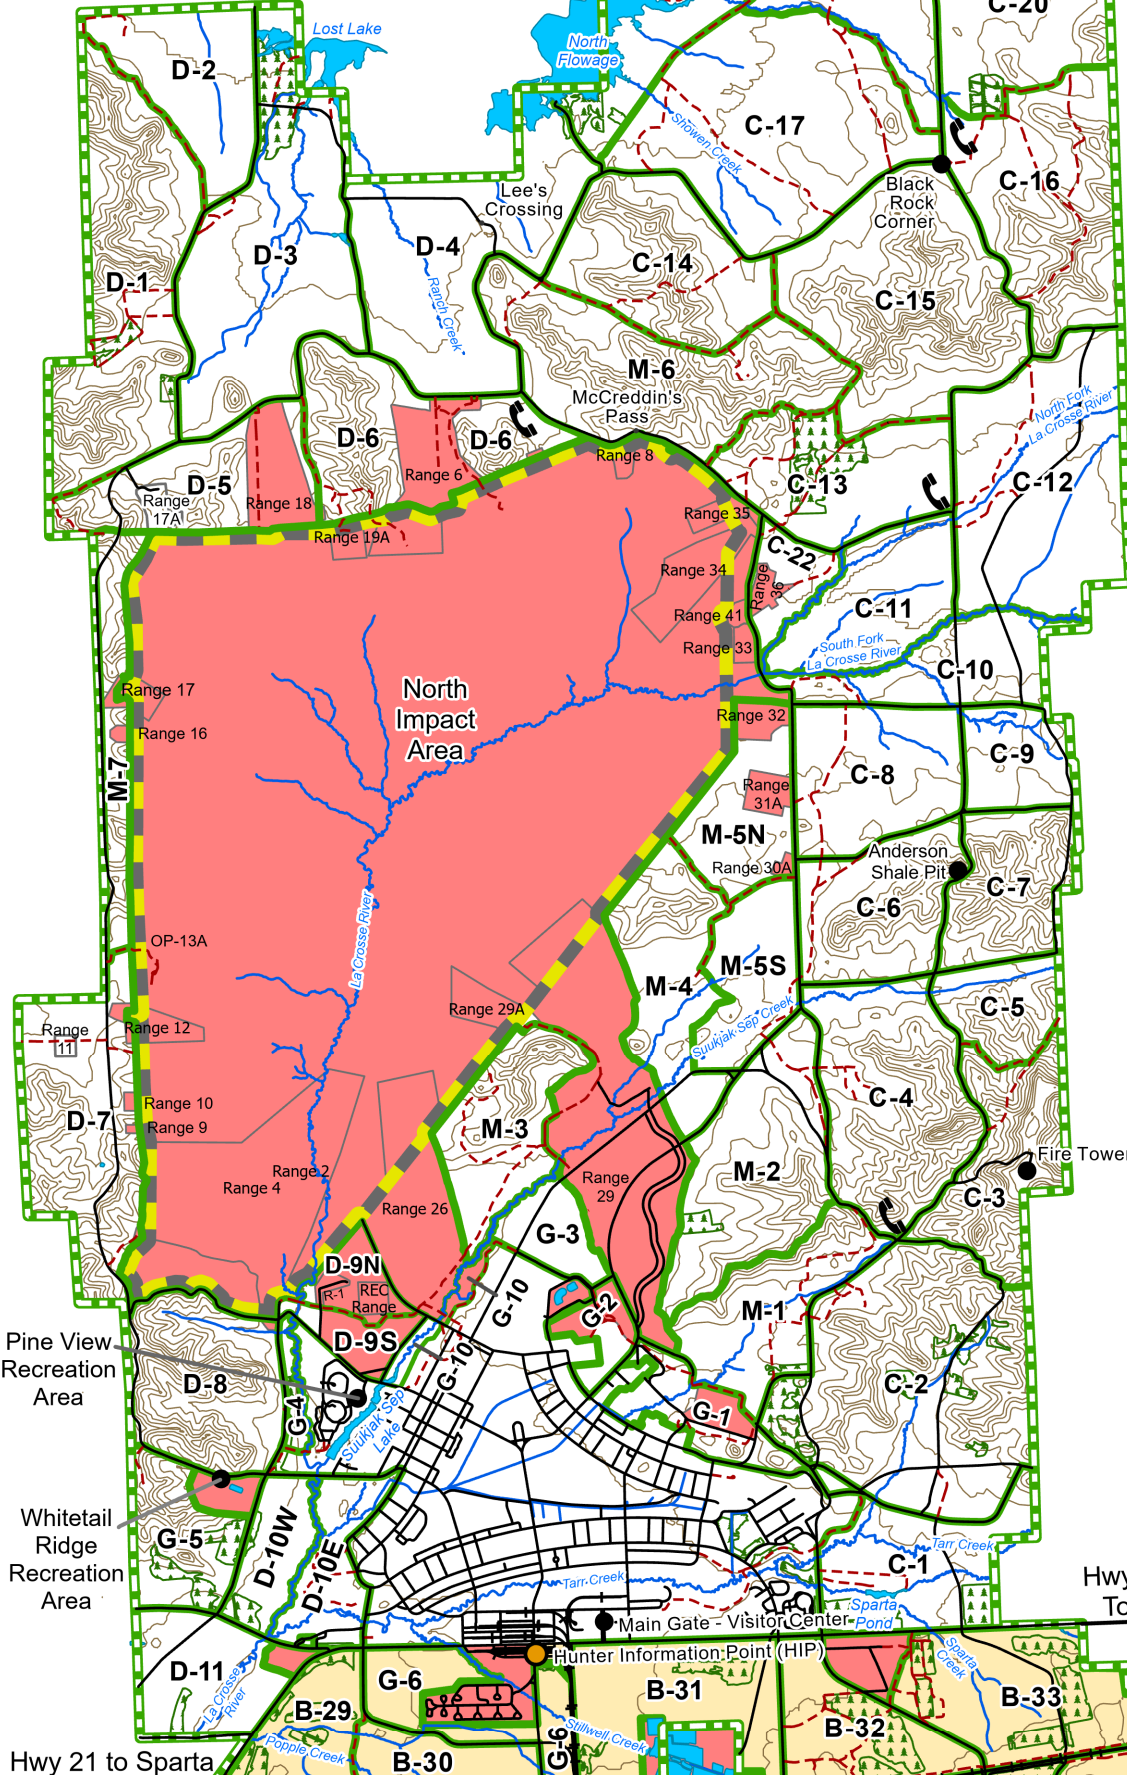 C-20
Lost Lake
North
Flowage
D-2
Showen Creek
C-17
Black
Rock
Corner
C-16
Lee's
Crossing
D-3
D-4
D-1
Ranch Creek
C-14
C-15
M-6
McCreddin's
Pass
North Fork
La Crosse River
D-6
D-6
Range 6
Range 8
D-5
Range
17A
Range 18
Range 19A
C-13
C-12
Range 35
C-22
Range 34
Range
36
Range 41
C-11
Range 33
South Fork
La Crosse River
C-10
North
Impact
Area
Range 17
Range 16
Range 32
M-7
C-9
C-8
Range
31A
M-5N
Range 30A
Anderson
Shale Pit
C-7
C-6
La Crosse River
OP-13A
M-5S
M-4
Range 29A
Suukjak Sep Creek
C-5
Range
11
Range 12
Range 10
Range 9
D-7
M-3
C-4
Fire Tower
Range 2
Range 4
Range
29
M-2
C-3
Range 26
G-3
D-9N
R-1
REC
Range
G-10
G-2
M-1
D-9S
Pine View
Recreation
Area
G-10
D-8
G-4
Suukjak Sep
Lake
C-2
G-1
Whitetail
Ridge
Recreation
Area
G-5
D-10W
D-10E
Tarr Creek
Tarr Creek
C-1
Hwy
To
Sparta
Pond
Main Gate - Visitor Center
Hunter Information Point (HIP)
Sparta
Creek
D-11
La Crosse
River
G-6
B-29
B-31
B-32
B-33
Stillwell Creek
G-6
Popple Creek
B-30
Hwy 21 to Sparta